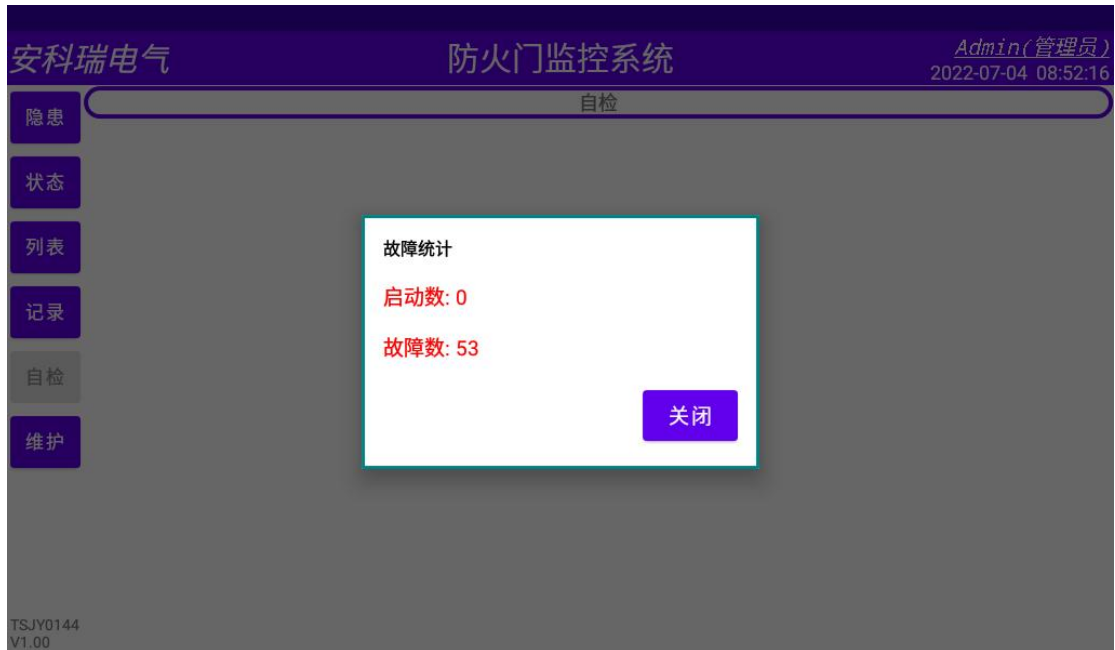 安科瑞电气
防火门监控系统
Admin(管理员)
2022-07-04 08:52:16
自检
隐患
状态
列表
记录
自检
维护
故障统计
启动数: 0
故障数: 53
关闭
TSJY0144
V1.00